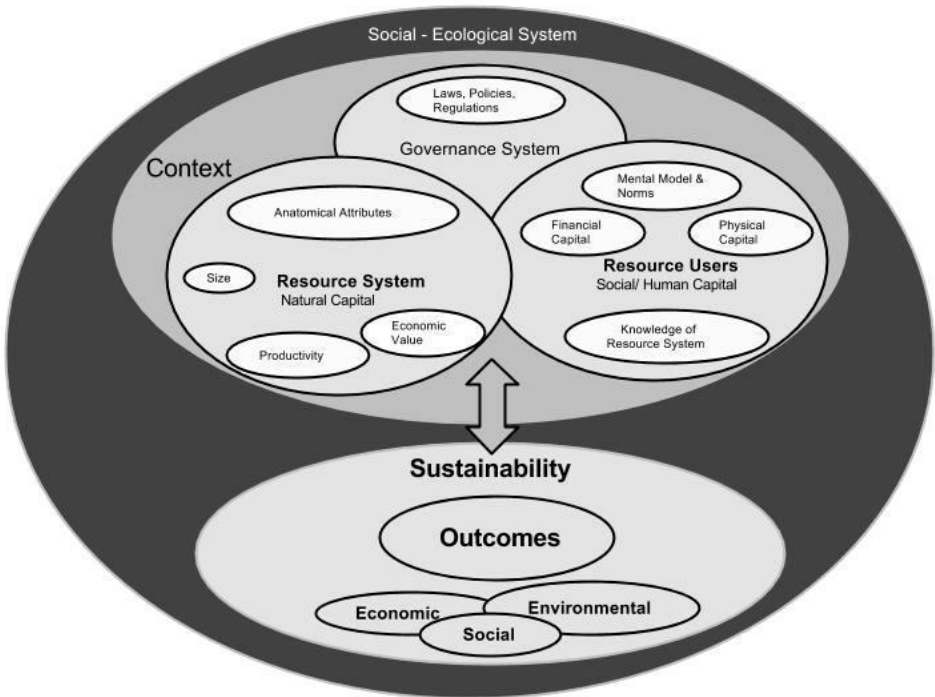 Social - Ecological System
Laws, Policies,
Regulations
Governance System
Context
Mental Model &
Norms
Anatomical Attributes
Financial
Capital
Physical
Capital
Resource Users
Social/ Human Capital
Size
Resource System
Natural Capital
Economic
Value
Knowledge of
Resource System
Productivity
Sustainability
Outcomes
Economic
Environmental
Social